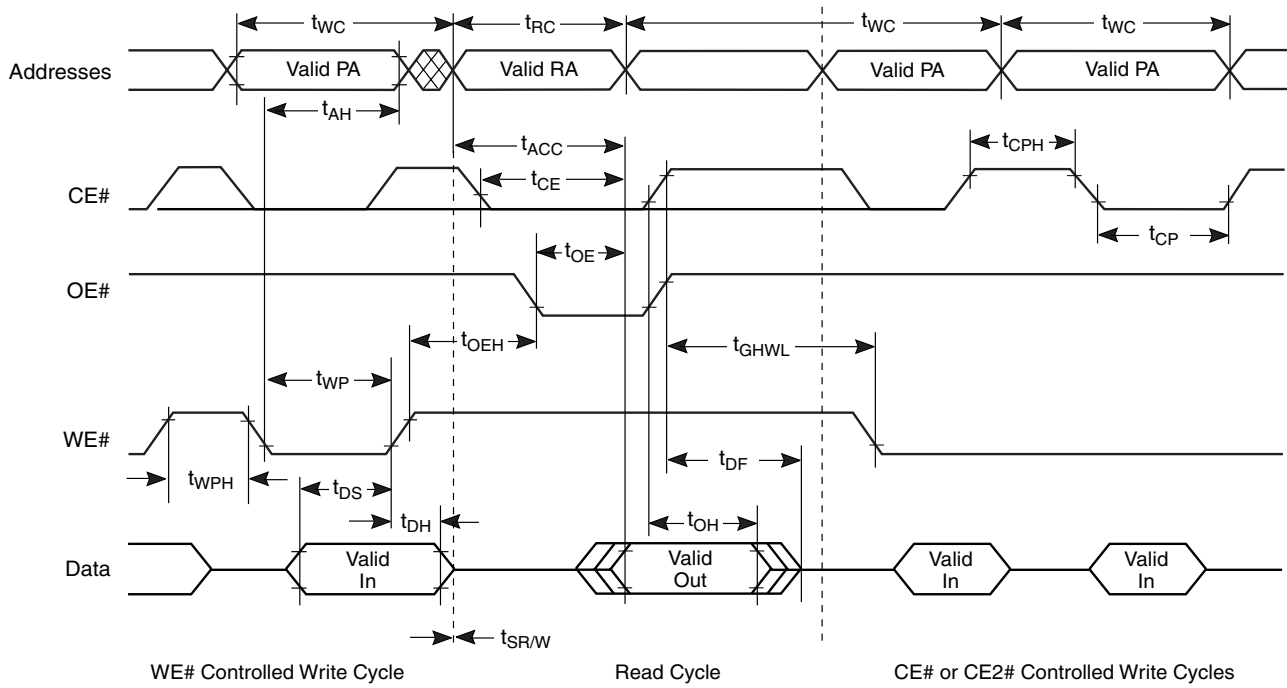 tWC tRC tWC tWC
Addresses Valid PA Valid RA Valid PA Valid PA
tAH
tACC
tCPH
CE# tCE
tCP
tOE
OE#
tOEH tGHWL
tWP
WE#
tWPH tDS tDF
tDH tOH
Data Valid In Valid Out Valid In Valid In
tSR/W
WE# Controlled Write Cycle Read Cycle CE# or CE2# Controlled Write Cycles